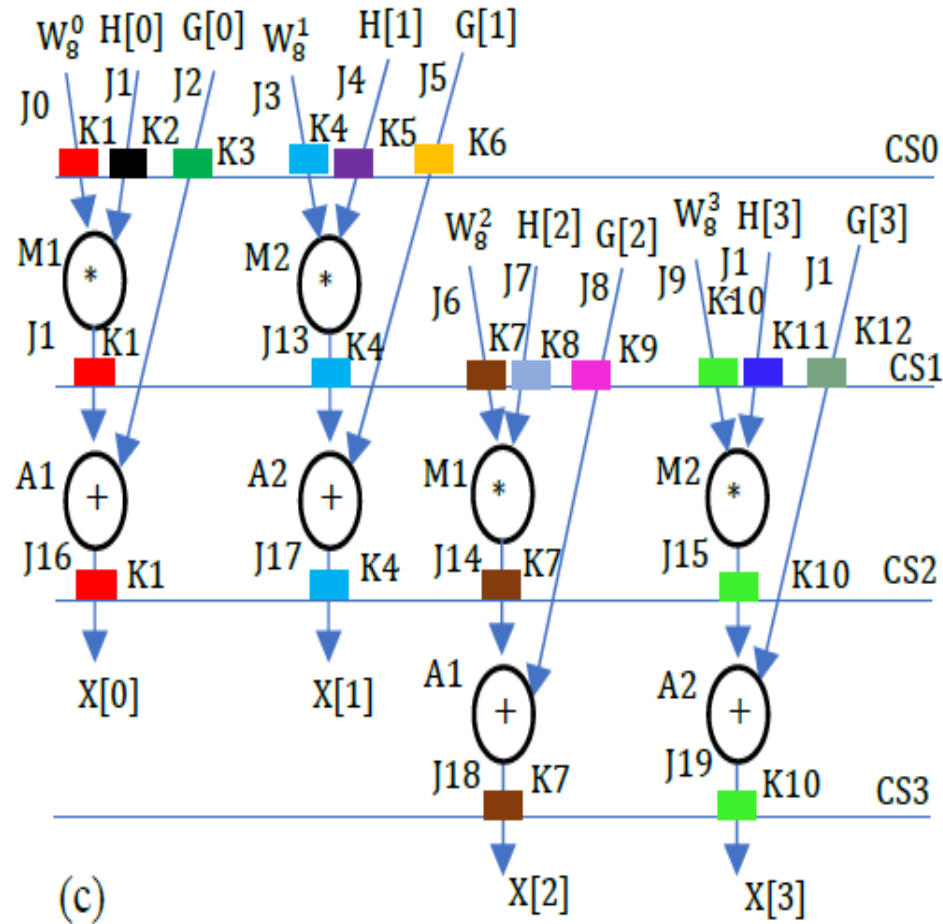 W₈⁰ H[0] G[0] W₈¹ H[1] G[1]
J0 J1 J2 J3 J4 J5
K1 K2 K3 K4 K5 K6 CS0
M1 * M2 * W₈² H[2] G[2] W₈³ H[3] G[3]
J6 J7 J8 J9 J1 J1
J1 K1 J13 K4 K7 K8 K9 K10 K11 K12 CS1
A1 + A2 + M1 * M2 *
J16 K1 J17 K4 J14 K7 J15 K10 CS2
X[0] X[1] A1 + A2 +
J18 K7 J19 K10 CS3
(c) X[2] X[3]